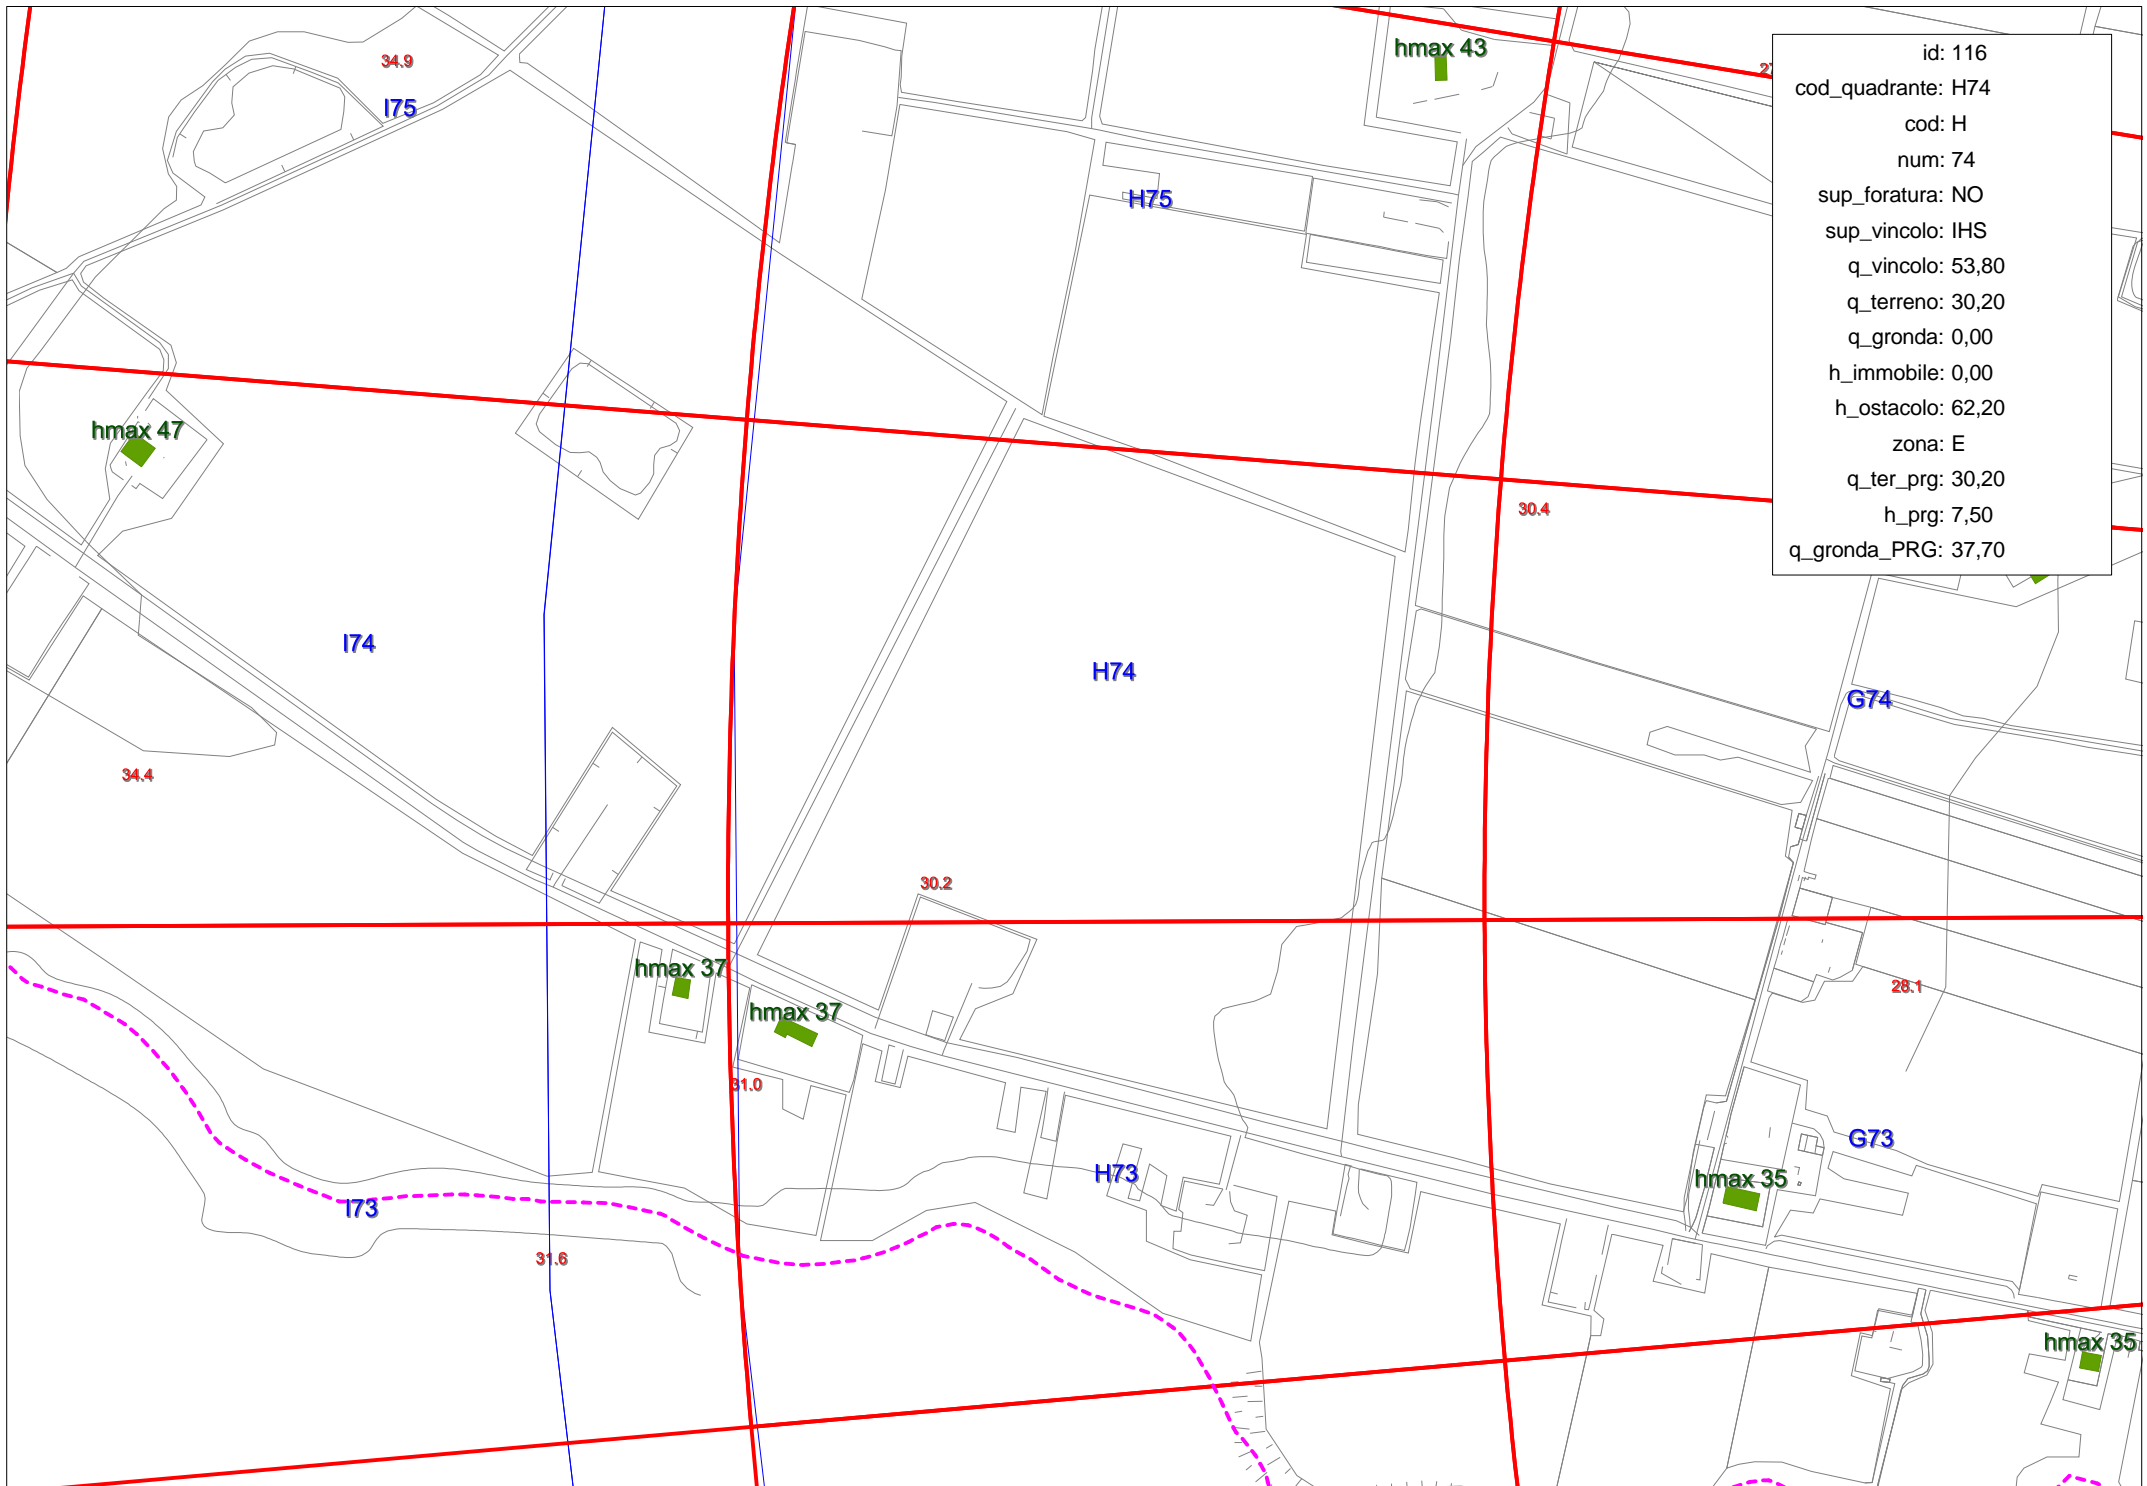 hmax 43
id: 116
34.9
27
cod_quadrante: H74
I75
cod: H
num: 74
H75
sup_foratura: NO
sup_vincolo: IHS
q_vincolo: 53,80
q_terreno: 30,20
q_gronda: 0,00
h_immobile: 0,00
h_ostacolo: 62,20
hmax 47
zona: E
q_ter_prg: 30,20
30.4
h_prg: 7,50
q_gronda_PRG: 37,70
I74
H74
G74
34.4
30.2
hmax 37
28.1
hmax 37
31.0
G73
H73
hmax 35
I73
31.6
hmax 35